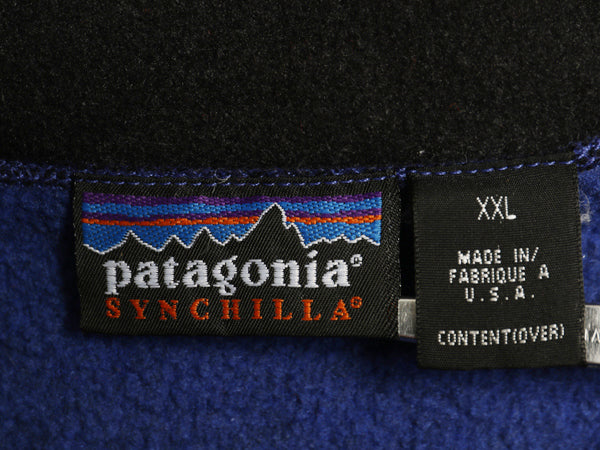 patagonia®
SYNCHILLA®
XXL
MADE IN/
FABRIQUE A
U.S.A.
CONTENT(OVER)